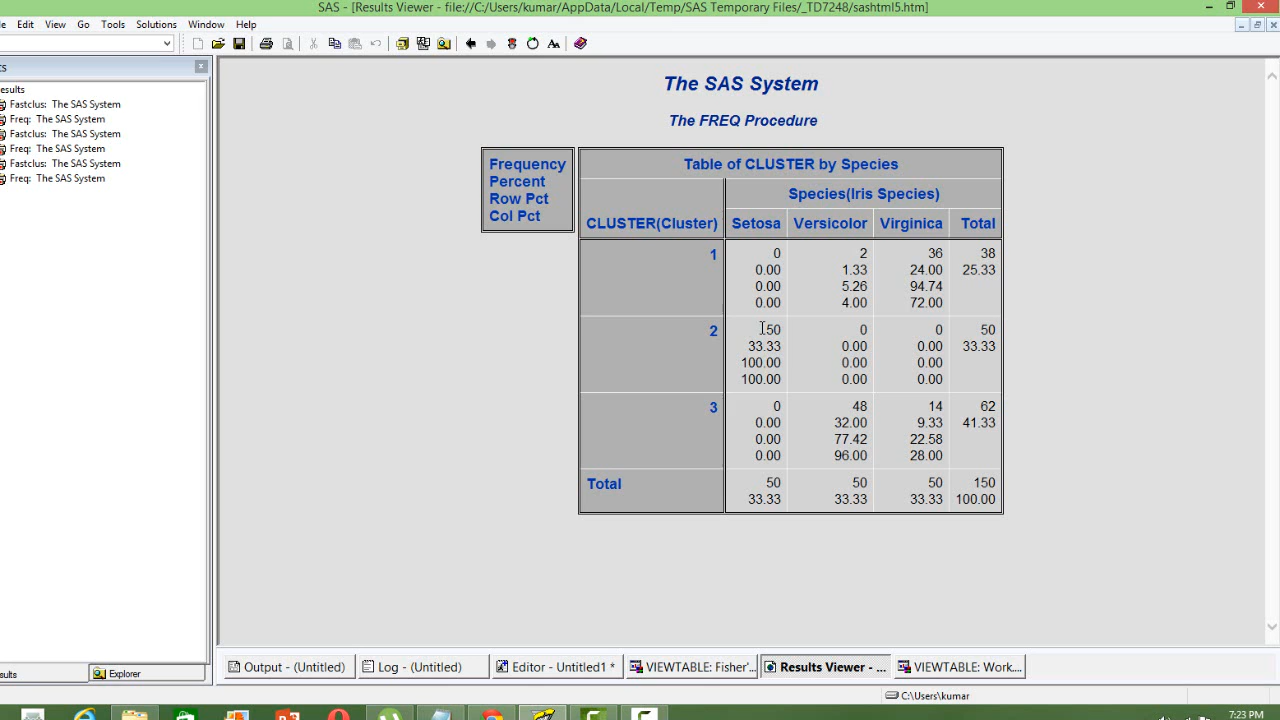 SAS - [Results Viewer - file://C:/Users/kumar/AppData/Local/Temp/SAS Temporary Files/_TD7248/sashtml5.htm]
Edit View Go Tools Solutions Window Help
esults
Fastclus: The SAS System
Freq: The SAS System
Fastclus: The SAS System
Freq: The SAS System
Fastclus: The SAS System
Freq: The SAS System
The SAS System
The FREQ Procedure
Frequency
Percent
Row Pct
Col Pct
Table of CLUSTER by Species
Species(Iris Species)
CLUSTER(Cluster) Setosa Versicolor Virginica Total
1 0 2 36 38
0.00 1.33 24.00 25.33
0.00 5.26 94.74
0.00 4.00 72.00
2 50 0 0 50
33.33 0.00 0.00 33.33
100.00 0.00 0.00
100.00 0.00 0.00
3 0 48 14 62
0.00 32.00 9.33 41.33
0.00 77.42 22.58
0.00 96.00 28.00
Total 50 50 50 150
33.33 33.33 33.33 100.00
sults Explorer
Output - (Untitled) Log - (Untitled) Editor - Untitled1 * VIEWTABLE: Fisher'... Results Viewer - ... VIEWTABLE: Work....
C:\Users\kumar
7:23 PM